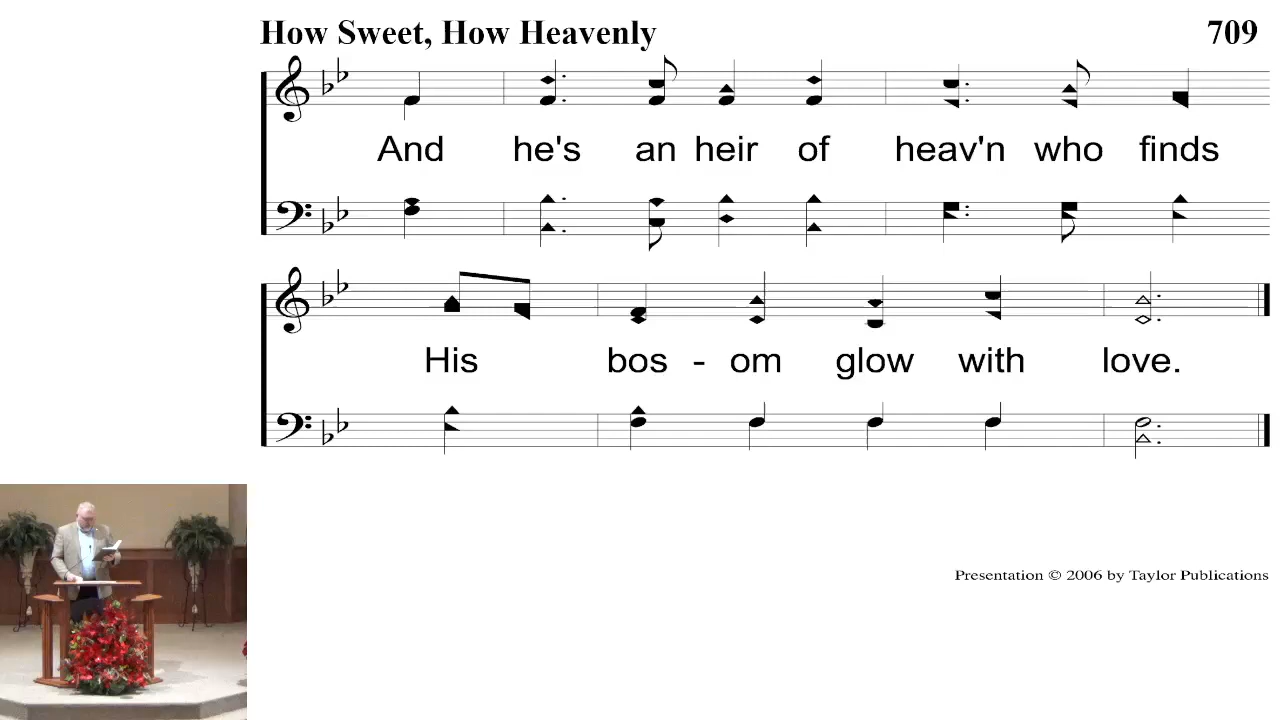 How Sweet, How Heavenly 709
And he's an heir of heav'n who finds
His bos - om glow with love.
Presentation © 2006 by Taylor Publications